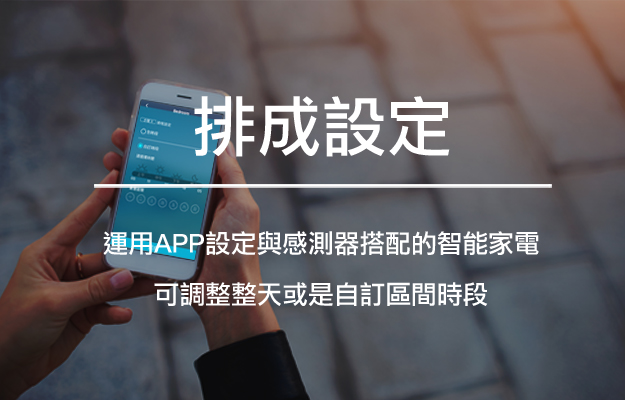 排成設定
運用APP設定與感測器搭配的智能家電
可調整整天或是自訂區間時段
Bedroom